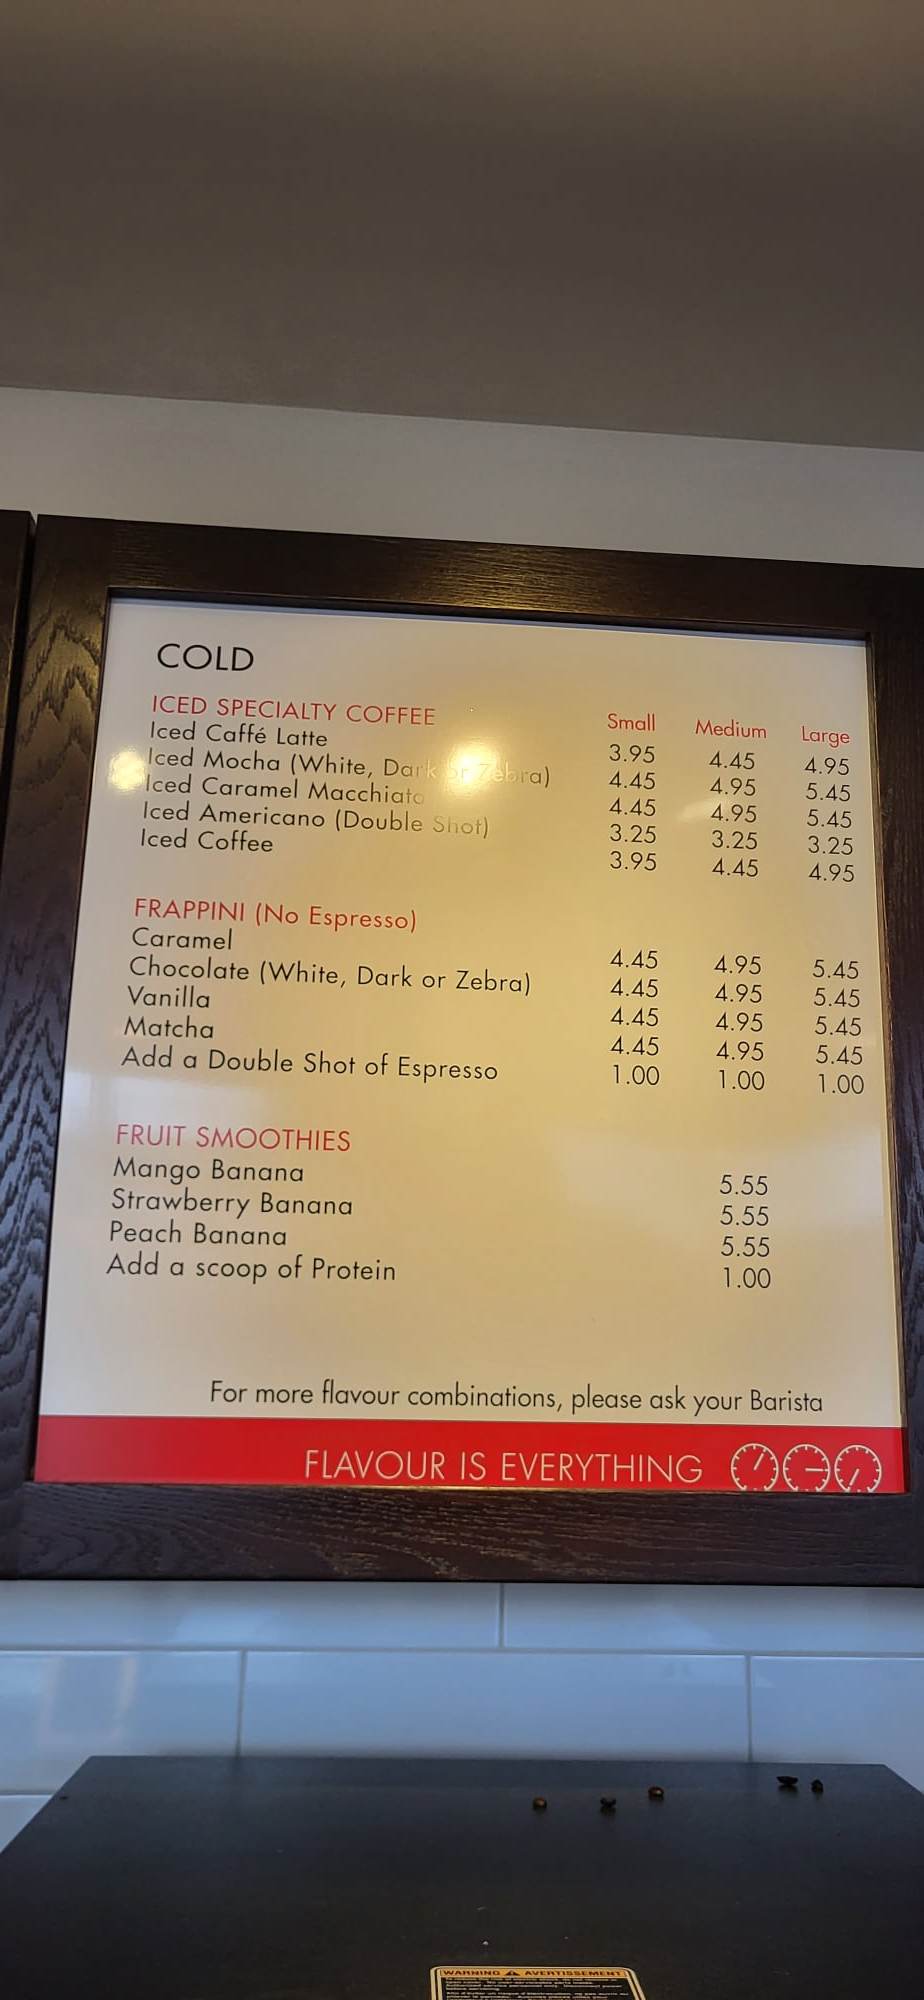 COLD
ICED SPECIALTY COFFEE Small Medium Large
Iced Caffé Latte 3.95 4.45 4.95
Iced Mocha (White, Dark or Zebra) 4.45 4.95 5.45
Iced Caramel Macchiato 4.45 4.95 5.45
Iced Americano (Double Shot) 3.25 3.25 3.25
Iced Coffee 3.95 4.45 4.95
FRAPPINI (No Espresso)
Caramel 4.45 4.95 5.45
Chocolate (White, Dark or Zebra) 4.45 4.95 5.45
Vanilla 4.45 4.95 5.45
Matcha 4.45 4.95 5.45
Add a Double Shot of Espresso 1.00 1.00 1.00
FRUIT SMOOTHIES
Mango Banana 5.55
Strawberry Banana 5.55
Peach Banana 5.55
Add a scoop of Protein 1.00
For more flavour combinations, please ask your Barista
FLAVOUR IS EVERYTHING
WARNING AVERTISSEMENT